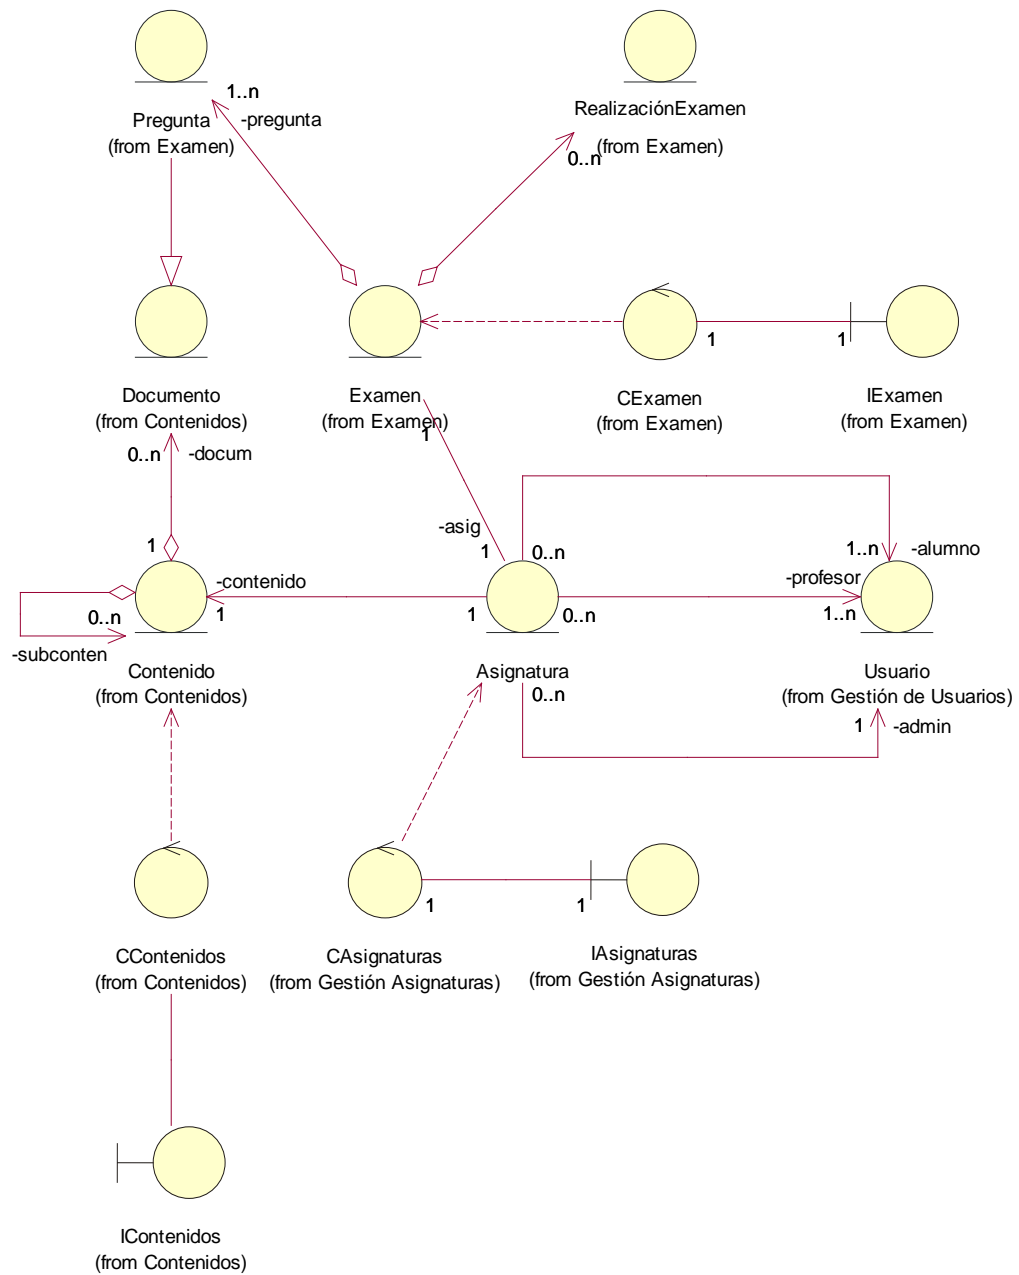 1..n
-pregunta
Pregunta
(from Examen)
RealizaciónExamen
(from Examen)
0..n
Documento
(from Contenidos)
Examen
(from Examen)
1
1
1
CExamen
(from Examen)
IExamen
(from Examen)
0..n
-docum
1
-asig
1
0..n
1..n
-alumno
-contenido
1
1
0..n
-profesor
1..n
0..n
-subconten
Contenido
(from Contenidos)
Asignatura
0..n
Usuario
(from Gestión de Usuarios)
1
-admin
CContenidos
(from Contenidos)
1
1
CAsignaturas
(from Gestión Asignaturas)
IAsignaturas
(from Gestión Asignaturas)
IContenidos
(from Contenidos)